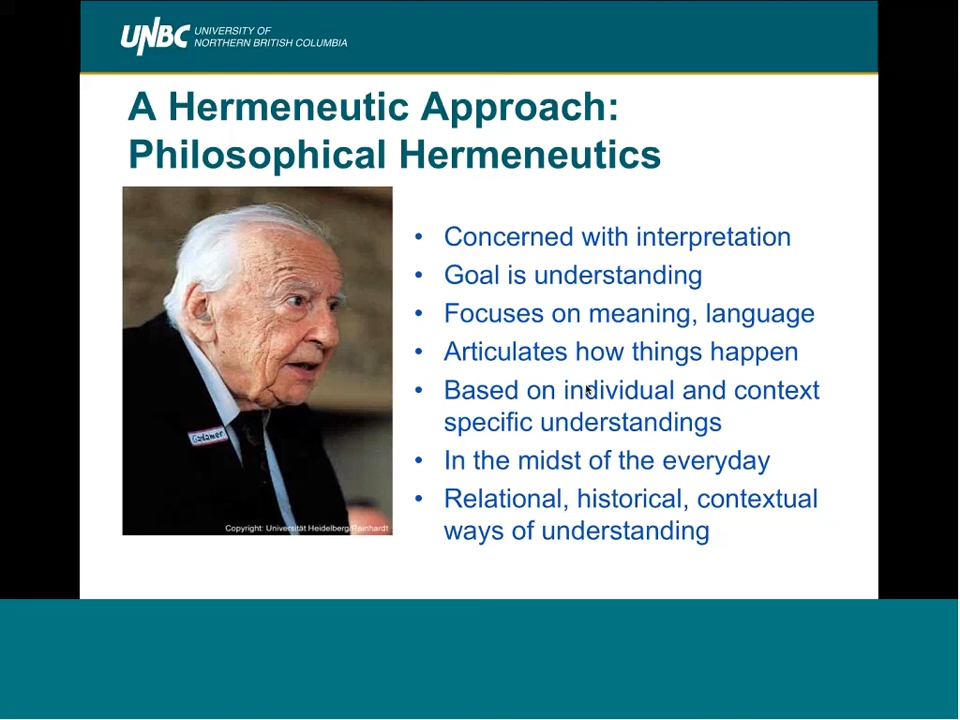 UNBC UNIVERSITY OF
NORTHERN BRITISH COLUMBIA
A Hermeneutic Approach:
Philosophical Hermeneutics
Gadamer
Copyright: Universität Heidelberg/Reinhardt
• Concerned with interpretation
• Goal is understanding
• Focuses on meaning, language
• Articulates how things happen
• Based on individual and context
specific understandings
• In the midst of the everyday
• Relational, historical, contextual
ways of understanding